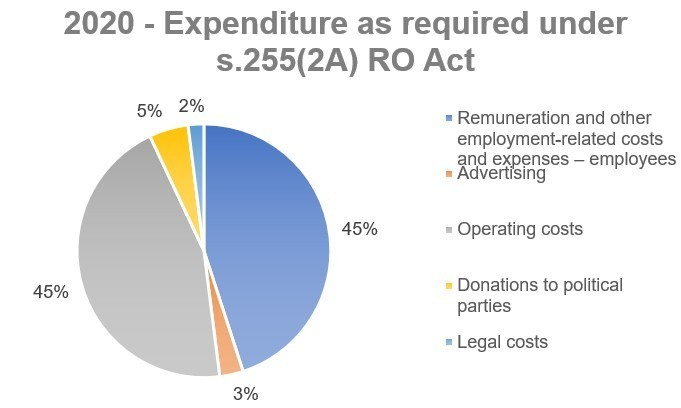 2020 - Expenditure as required under
s.255(2A) RO Act
5%
2%
45%
45%
3%
Remuneration and other
employment-related costs
and expenses – employees
Advertising
Operating costs
Donations to political
parties
Legal costs